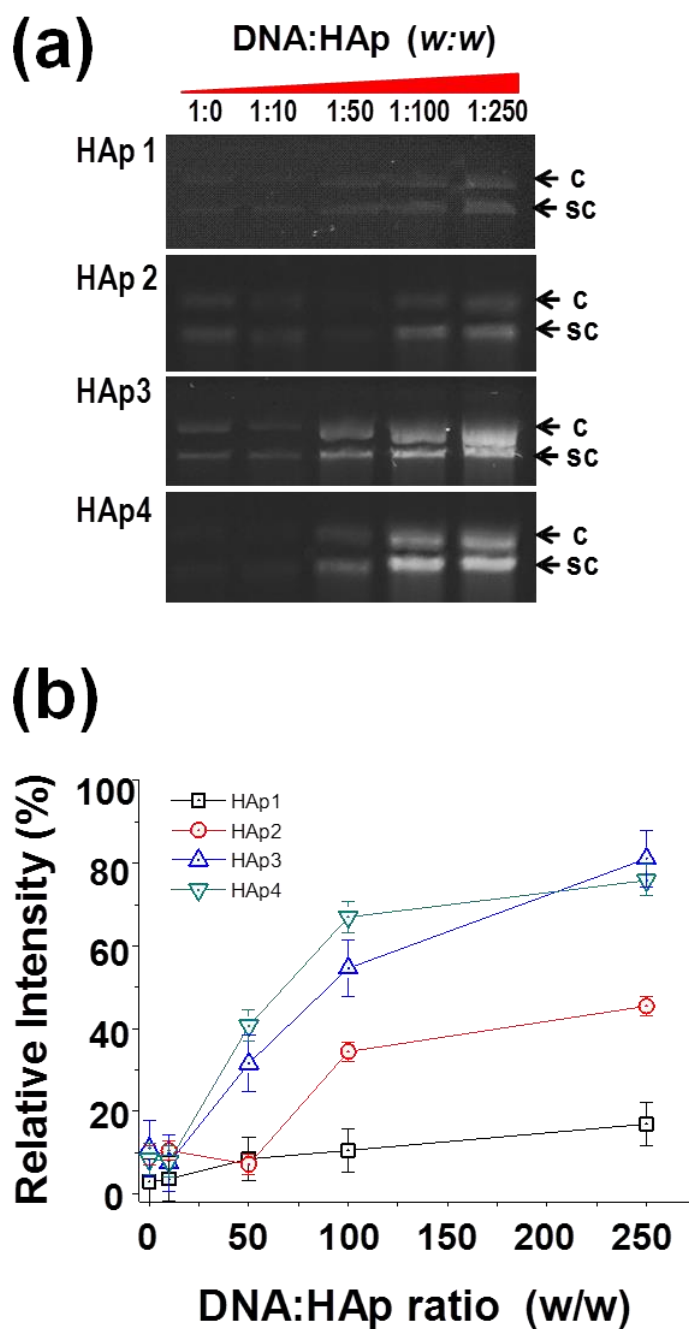 (a)
DNA:HAp (w:w)
1:0 1:10 1:50 1:100 1:250
HAp 1
C
SC
HAp 2
C
SC
HAp3
C
SC
HAp4
C
SC
(b)
100
80
60
40
20
0
Relative Intensity (%)
HAp1
HAp2
HAp3
HAp4
0 50 100 150 200 250
DNA:HAp ratio (w/w)